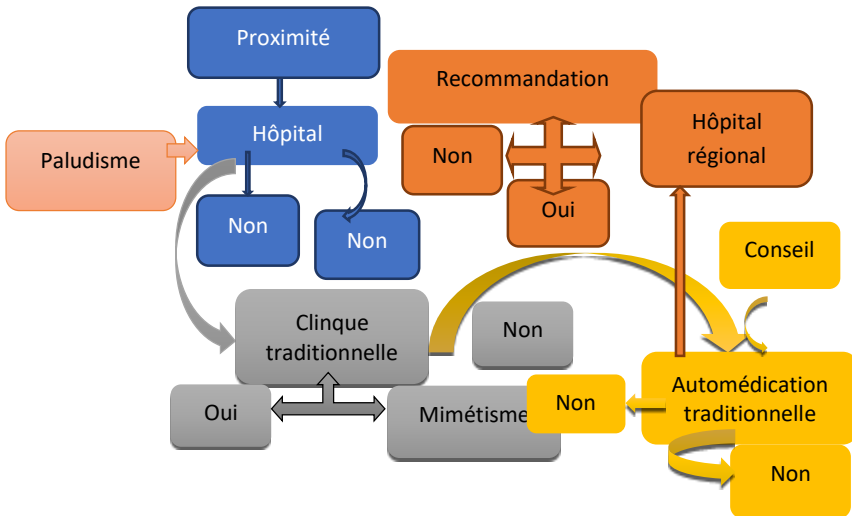 Proximité
Recommandation
Hôpital
Hôpital
régional
Paludisme
Non
Non
Non
Oui
Conseil
Clinque
traditionnelle
Non
Automédication
traditionnelle
Oui
Mimétisme
Non
Non